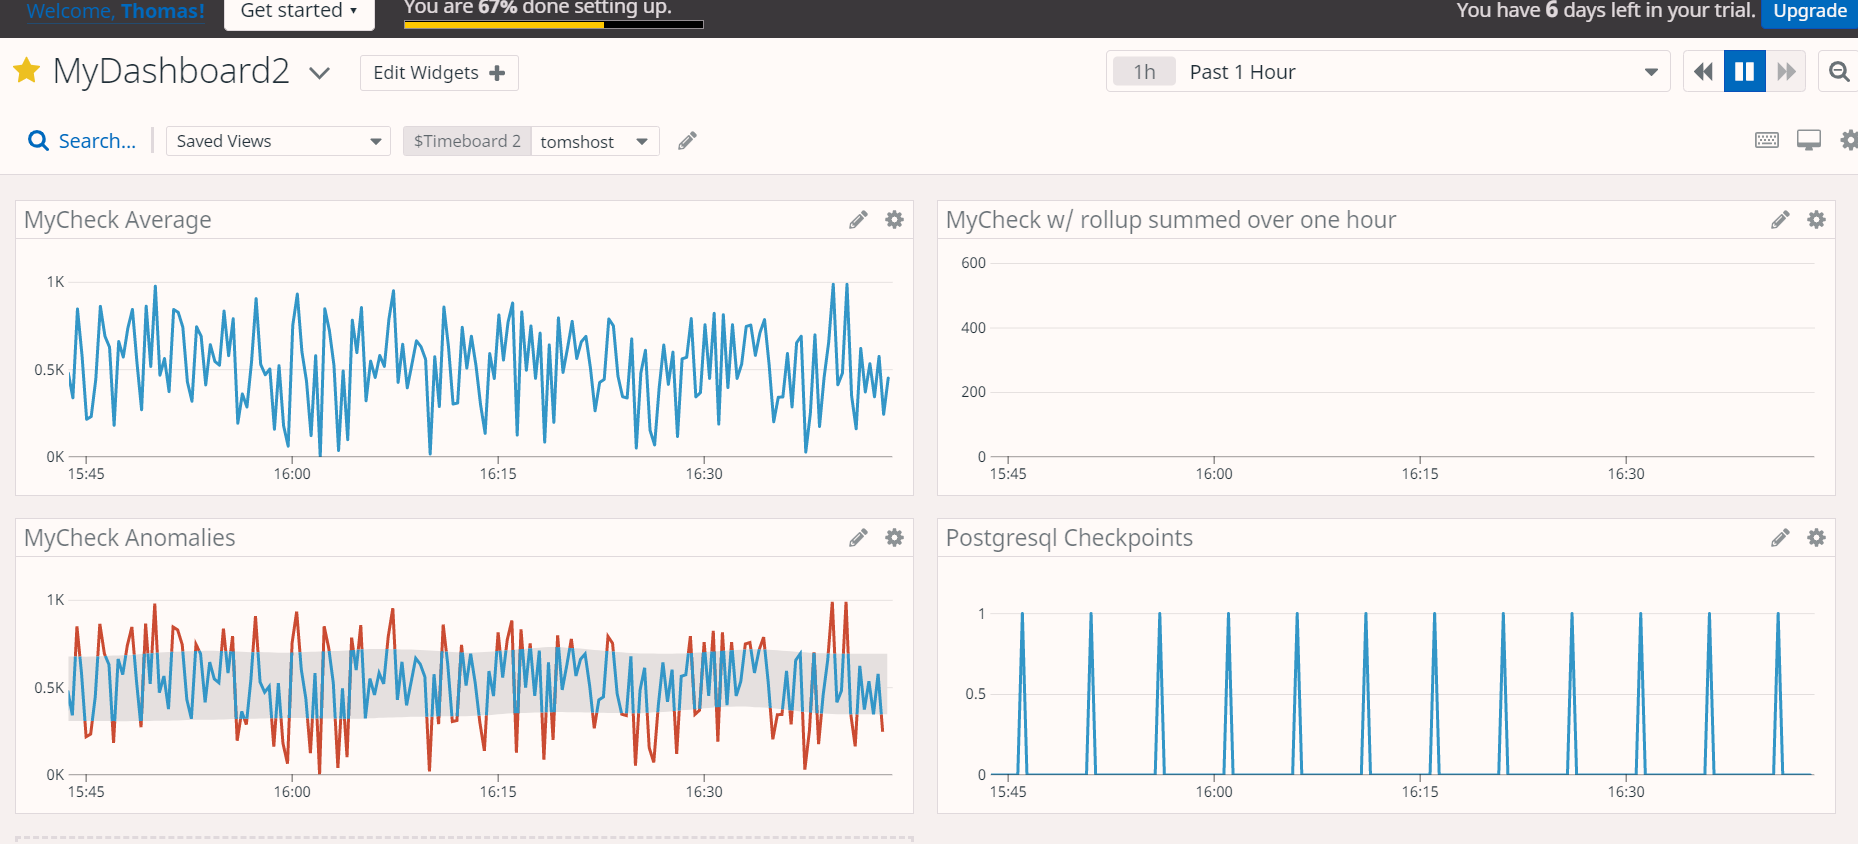 Welcome, Thomas!
Get started
You are 67% done setting up.
You have 6 days left in your trial.
Upgrade
MyDashboard2
Edit Widgets +
1h Past 1 Hour
Search...
Saved Views
$Timeboard 2 tomshost
MyCheck Average
1K
0.5K
0K
15:45 16:00 16:15 16:30
MyCheck w/ rollup summed over one hour
600
400
200
0
15:45 16:00 16:15 16:30
MyCheck Anomalies
1K
0.5K
0K
15:45 16:00 16:15 16:30
Postgresql Checkpoints
1
0.5
0
15:45 16:00 16:15 16:30